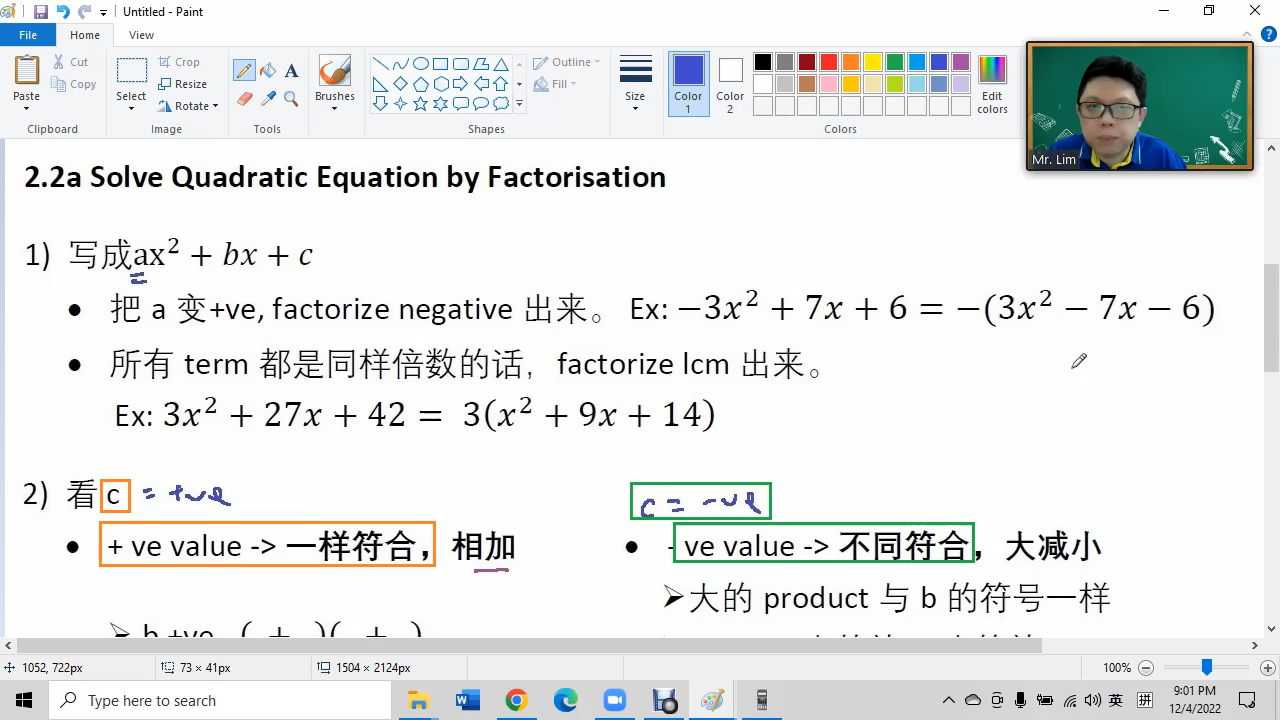 Untitled - Paint
File Home View
Paste Cut Copy Clipboard
Select Crop Resize Rotate Image
Tools
Brushes
Outline Fill Shapes
Size
Color 1 Color 2 Edit colors Colors
Mr. Lim
2.2a Solve Quadratic Equation by Factorisation
1) 写成ax² + bx + c
• 把 a 变+ve, factorize negative 出来。 Ex: −3x² + 7x + 6 = −(3x² − 7x − 6)
• 所有 term 都是同样倍数的话, factorize lcm 出来。
Ex: 3x² + 27x + 42 = 3(x² + 9x + 14)
2) 看 c = +ve c = -ve
• + ve value -> 一样符合，相加 • - ve value -> 不同符合，大减小
➢大的 product 与 b 的符号一样
➢ b +ve ( + )( + )
1052, 722px 73 × 41px 1504 × 2124px 100%
Type here to search
英 拼 9:01 PM
12/4/2022